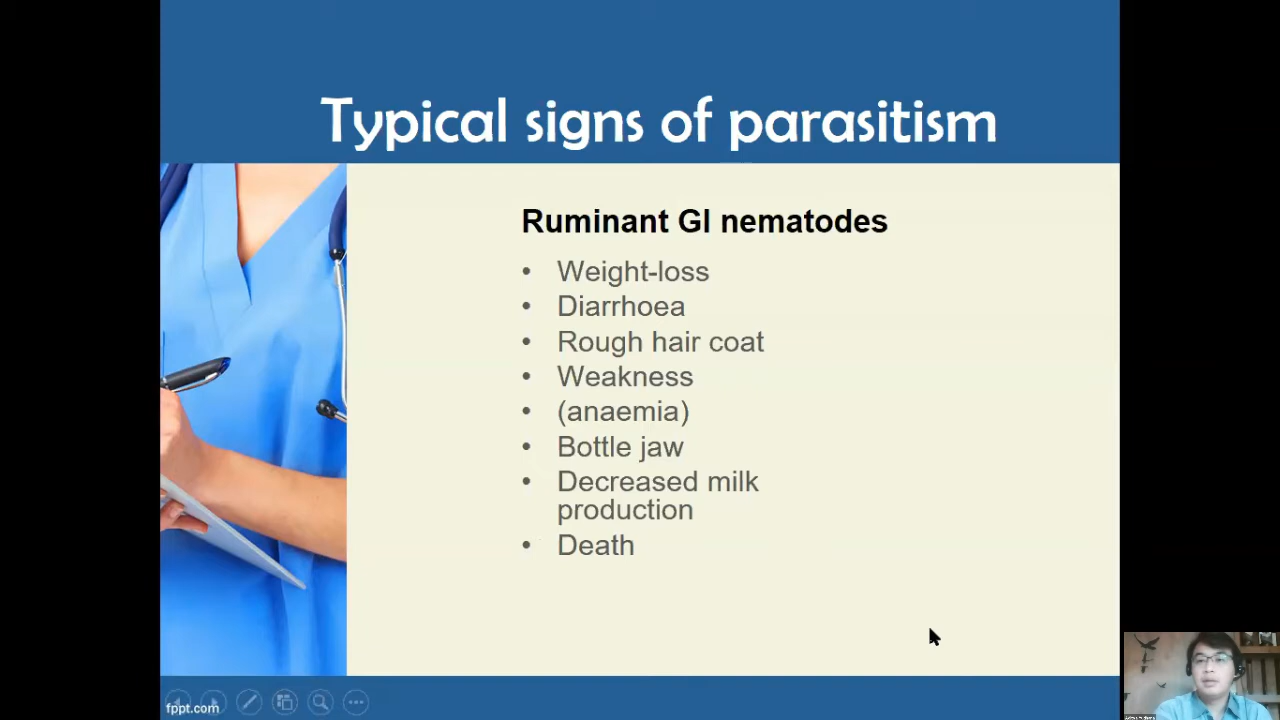 Typical signs of parasitism
Ruminant GI nematodes
• Weight-loss
• Diarrhoea
• Rough hair coat
• Weakness
• (anaemia)
• Bottle jaw
• Decreased milk
production
• Death
fppt.com